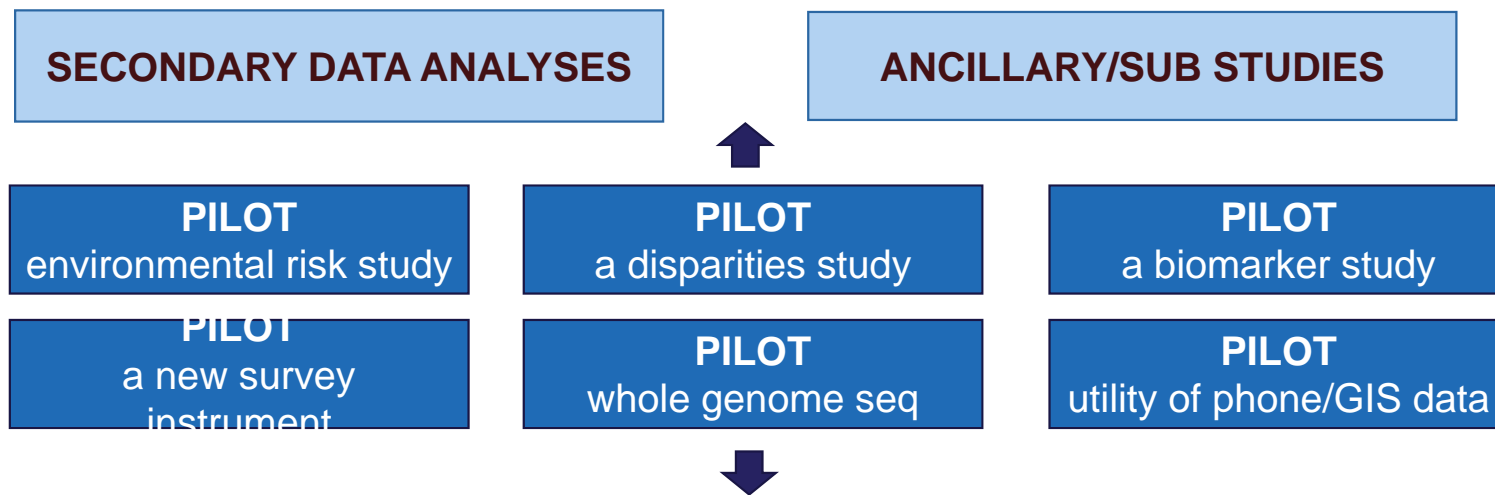 SECONDARY DATA ANALYSES
ANCILLARY/SUB STUDIES
PILOT
environmental risk study
PILOT
a disparities study
PILOT
a biomarker study
PILOT
a new survey
instrument
PILOT
whole genome seq
PILOT
utility of phone/GIS data